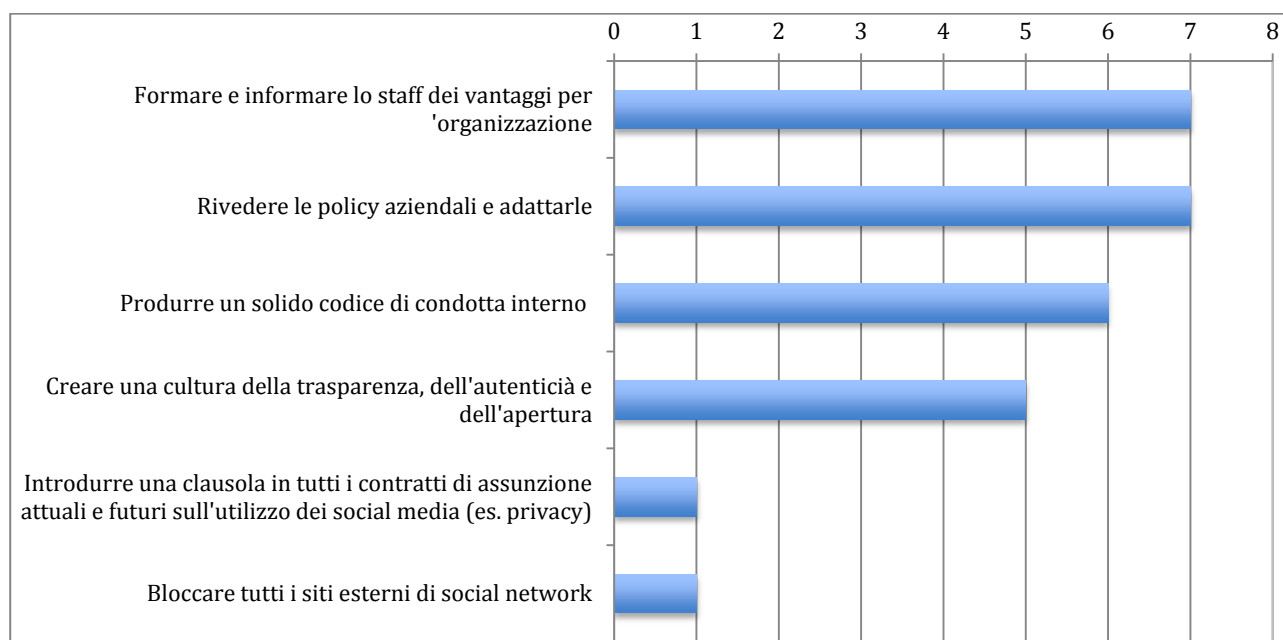 0 1 2 3 4 5 6 7 8
Formare e informare lo staff dei vantaggi per
'organizzazione
Rivedere le policy aziendali e adattarle
Produrre un solido codice di condotta interno
Creare una cultura della trasparenza, dell'autenticià e
dell'apertura
Introdurre una clausola in tutti i contratti di assunzione
attuali e futuri sull'utilizzo dei social media (es. privacy)
Bloccare tutti i siti esterni di social network